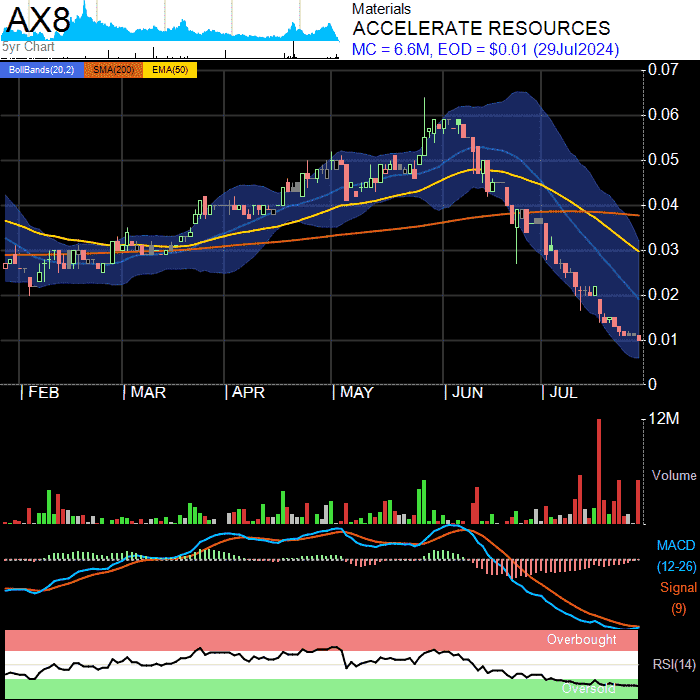 AX8
5yr Chart
Materials
ACCELERATE RESOURCES
MC = 6.6M, EOD = $0.01 (29Jul2024)
BollBands(20,2) SMA(200) EMA(50)
0.07
0.06
0.05
0.04
0.03
0.02
0.01
0
FEB MAR APR MAY JUN JUL
12M
Volume
MACD
(12-26)
Signal
(9)
Overbought
RSI(14)
Oversold